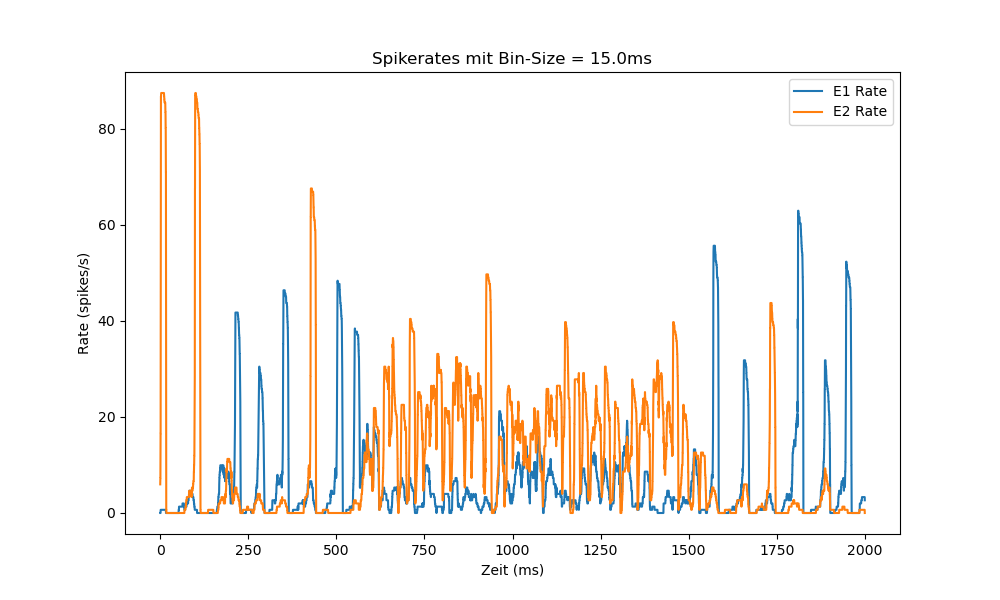 Spikerates mit Bin-Size = 15.0ms
E1 Rate
E2 Rate
80
60
40
20
0
Rate (spikes/s)
0 250 500 750 1000 1250 1500 1750 2000
Zeit (ms)